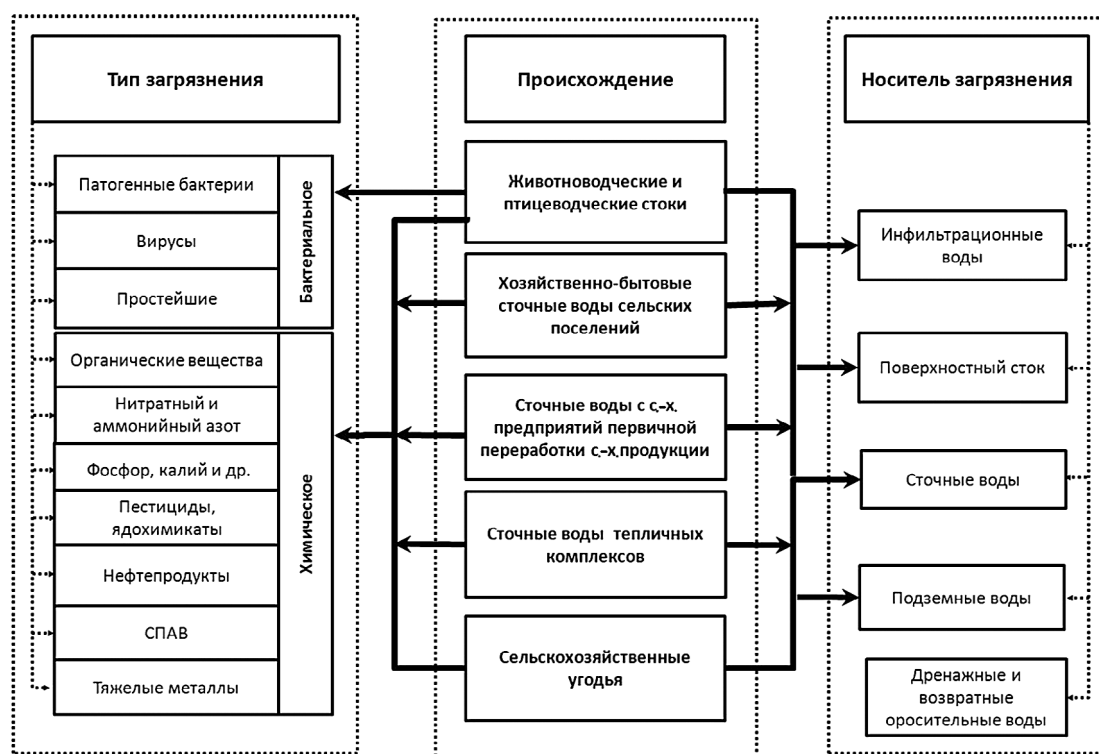 Тип загрязнения
Патогенные бактерии
Вирусы
Простейшие
Бактериальное
Органические вещества
Нитратный и
аммонийный азот
Фосфор, калий и др.
Пестициды,
ядохимикаты
Нефтепродукты
СПАВ
Тяжелые металлы
Химическое
Происхождение
Животноводческие и
птицеводческие стоки
Хозяйственно-бытовые
сточные воды сельских
поселений
Сточные воды с с.-х.
предприятий первичной
переработки с.-х.продукции
Сточные воды тепличных
комплексов
Сельскохозяйственные
угодья
Носитель загрязнения
Инфильтрационные
воды
Поверхностный сток
Сточные воды
Подземные воды
Дренажные и
возвратные
оросительные воды